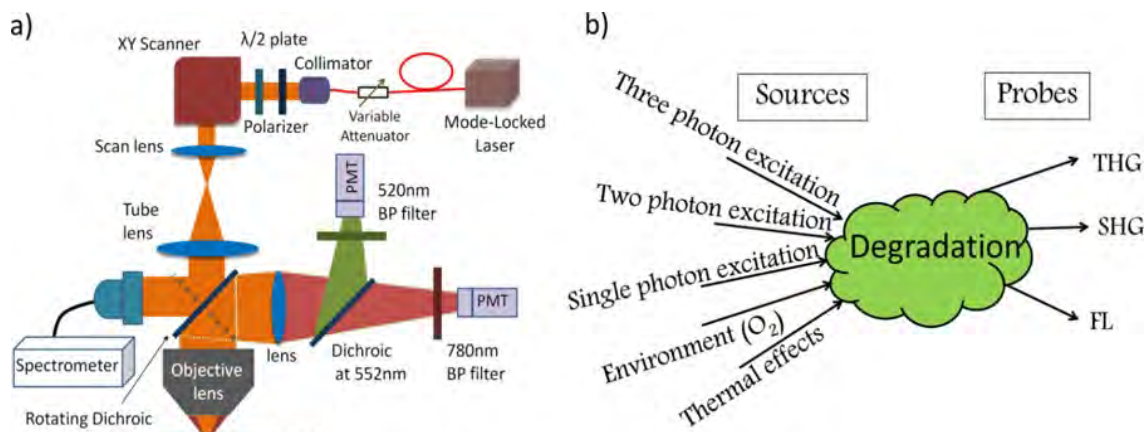 a)
XY Scanner
λ/2 plate
Collimator
Polarizer
Variable
Attenuator
Mode-Locked
Laser
Scan lens
PMT
520nm
BP filter
Tube
lens
PMT
lens
Dichroic
at 552nm
780nm
BP filter
Spectrometer
Objective
lens
Rotating Dichroic
b)
Sources
Probes
Three photon excitation
Two photon excitation
Single photon excitation
Environment (O₂)
Thermal effects
Degradation
THG
SHG
FL